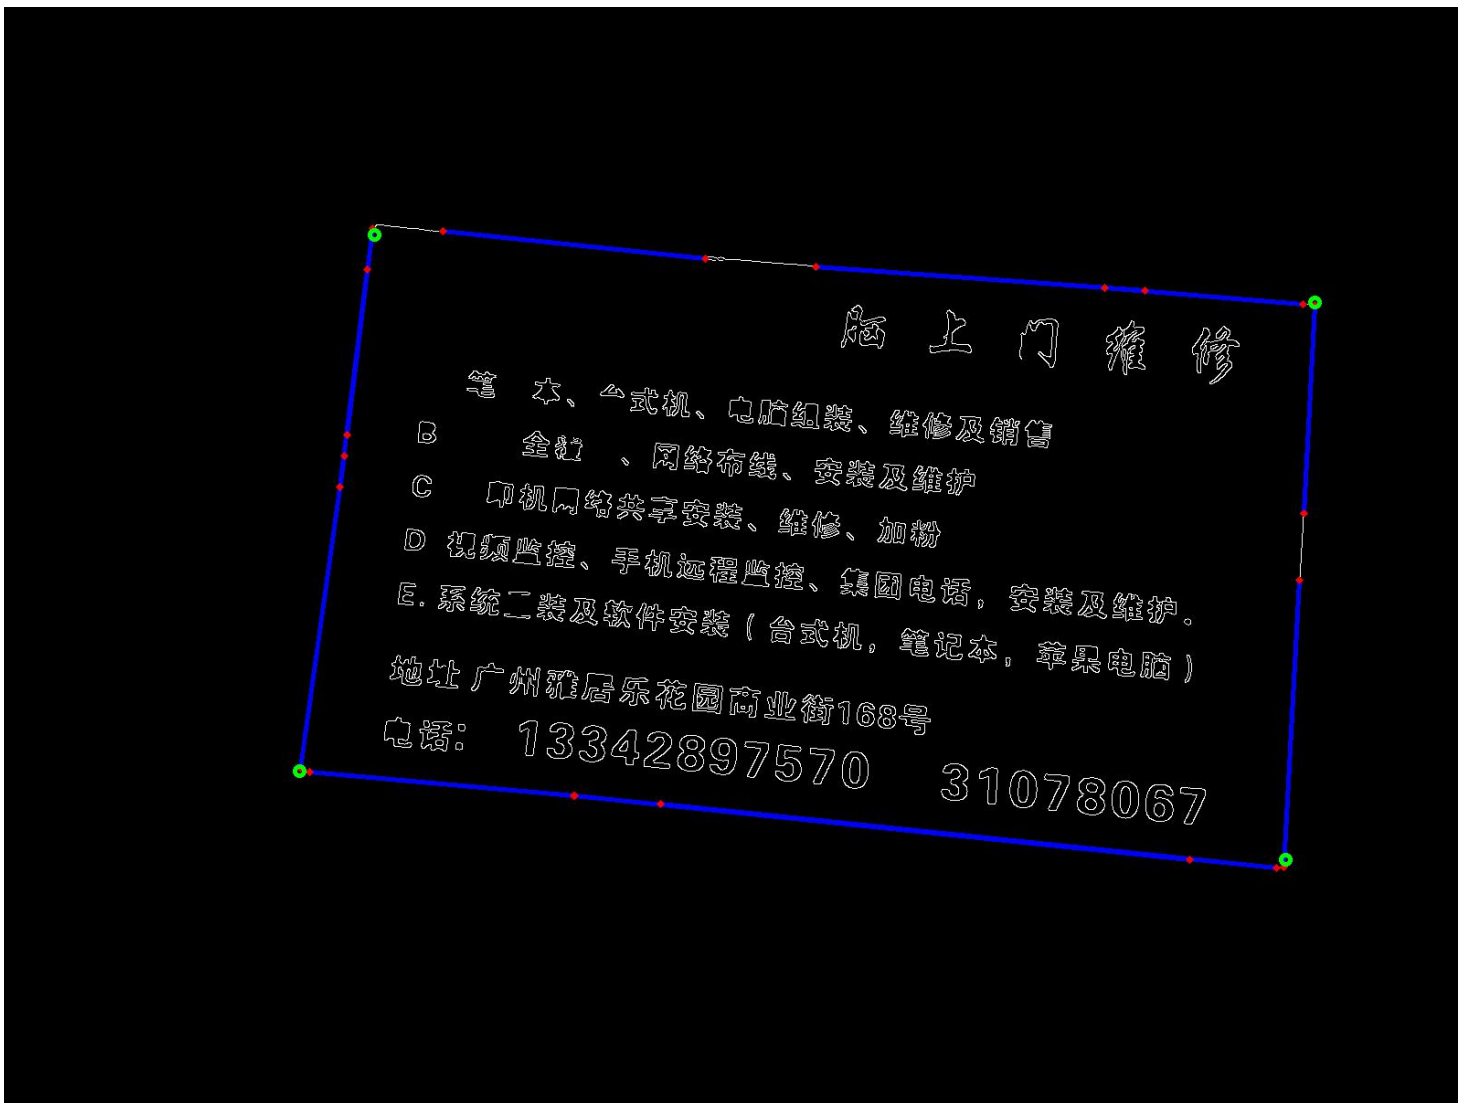 脑上门维修
笔 本、台式机、电脑组装、维修及销售
B 全 、网络布线、安装及维护
C 印机网络共享安装、维修、加粉
D 视频监控、手机远程监控、集团电话，安装及维护.
E. 系统二装及软件安装（台式机，笔记本，苹果电脑）
地址 广州雅居乐花园商业街168号
电话: 13342897570 31078067